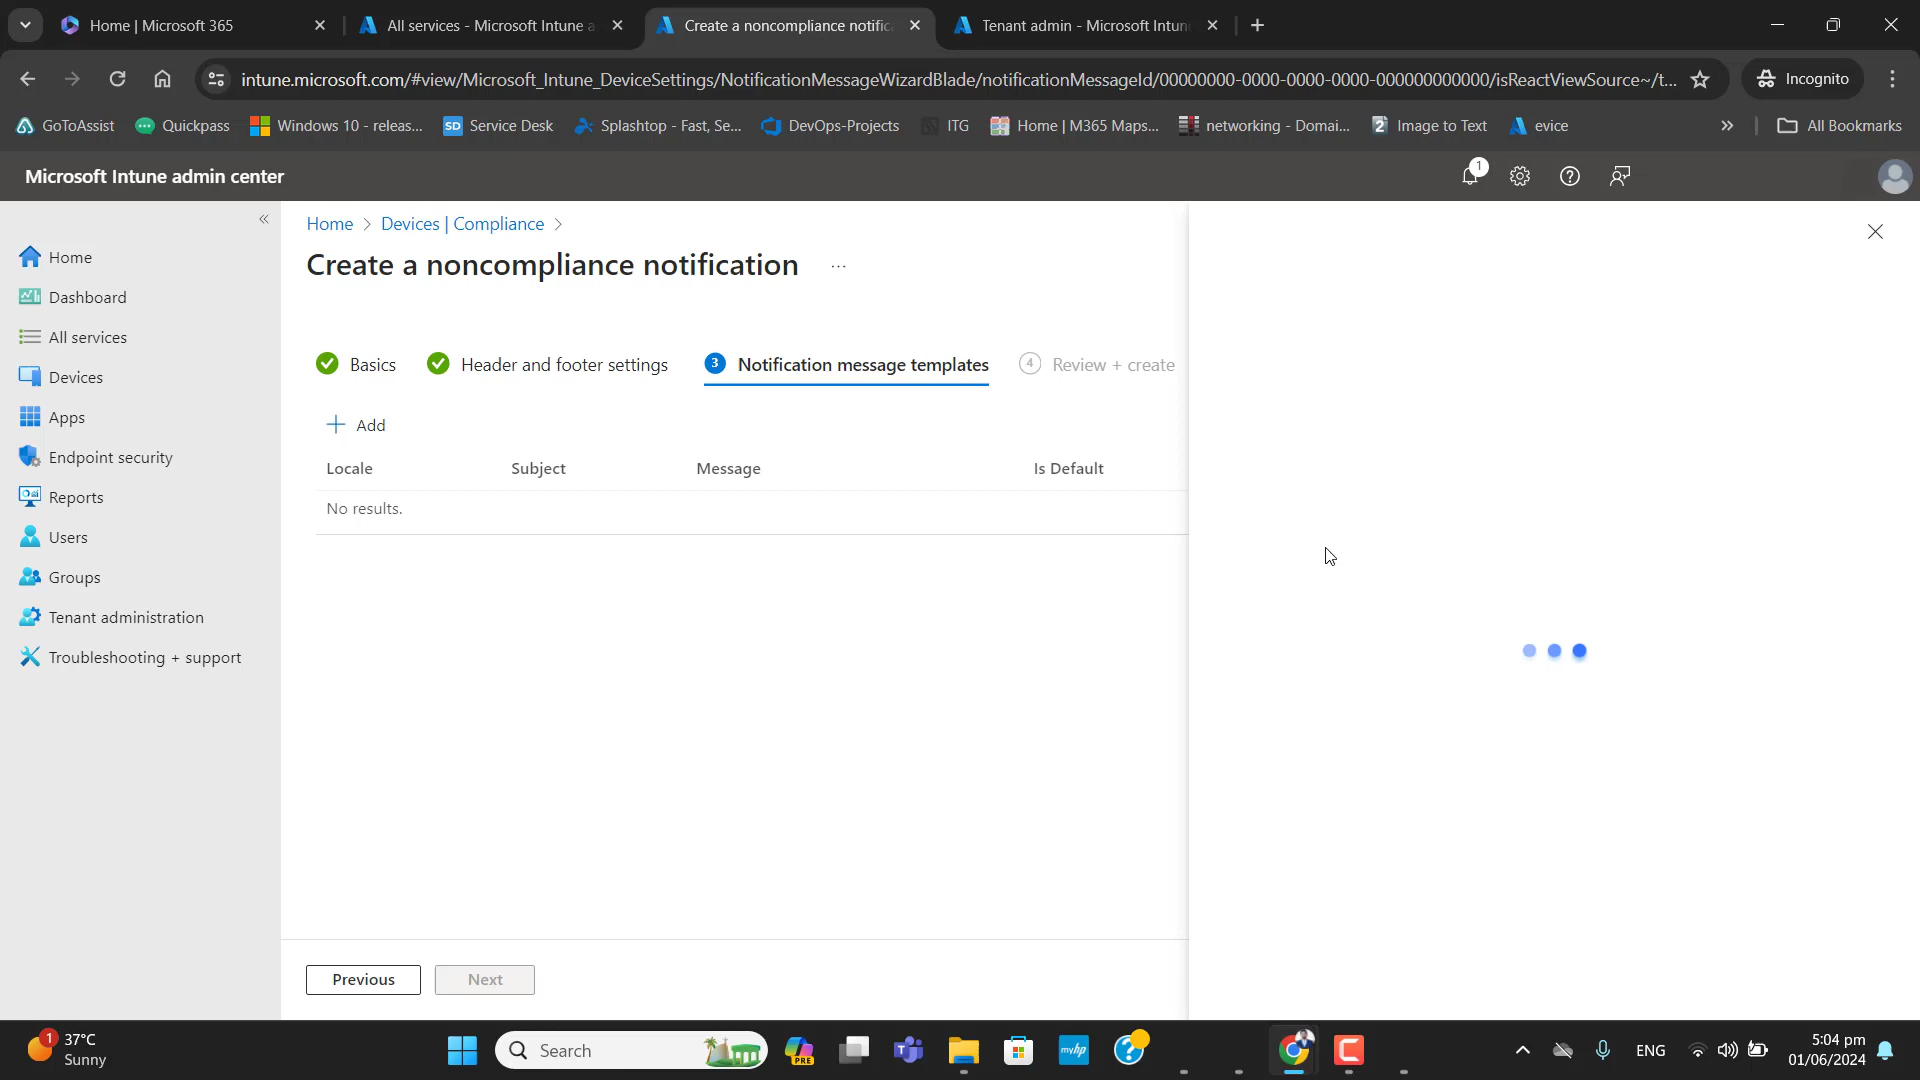 Home | Microsoft 365
All services - Microsoft Intune a
Create a noncompliance notific
Tenant admin - Microsoft Intun
intune.microsoft.com/#view/Microsoft_Intune_DeviceSettings/NotificationMessageWizardBlade/notificationMessageId/00000000-0000-0000-0000-000000000000/isReactViewSource~/t...
Incognito
GoToAssist
Quickpass
Windows 10 - releas...
SD
Service Desk
Splashtop - Fast, Se...
DevOps-Projects
ITG
Home | M365 Maps...
networking - Domai...
2
Image to Text
evice
All Bookmarks
Microsoft Intune admin center
1
Home
Dashboard
All services
Devices
Apps
Endpoint security
Reports
Users
Groups
Tenant administration
Troubleshooting + support
Home > Devices | Compliance >
Create a noncompliance notification ...
Basics
Header and footer settings
3 Notification message templates
4 Review + create
+ Add
Locale Subject Message Is Default
No results.
Previous
Next
1
37°C
Sunny
Search
PRE
myhp
ENG
5:04 pm
01/06/2024